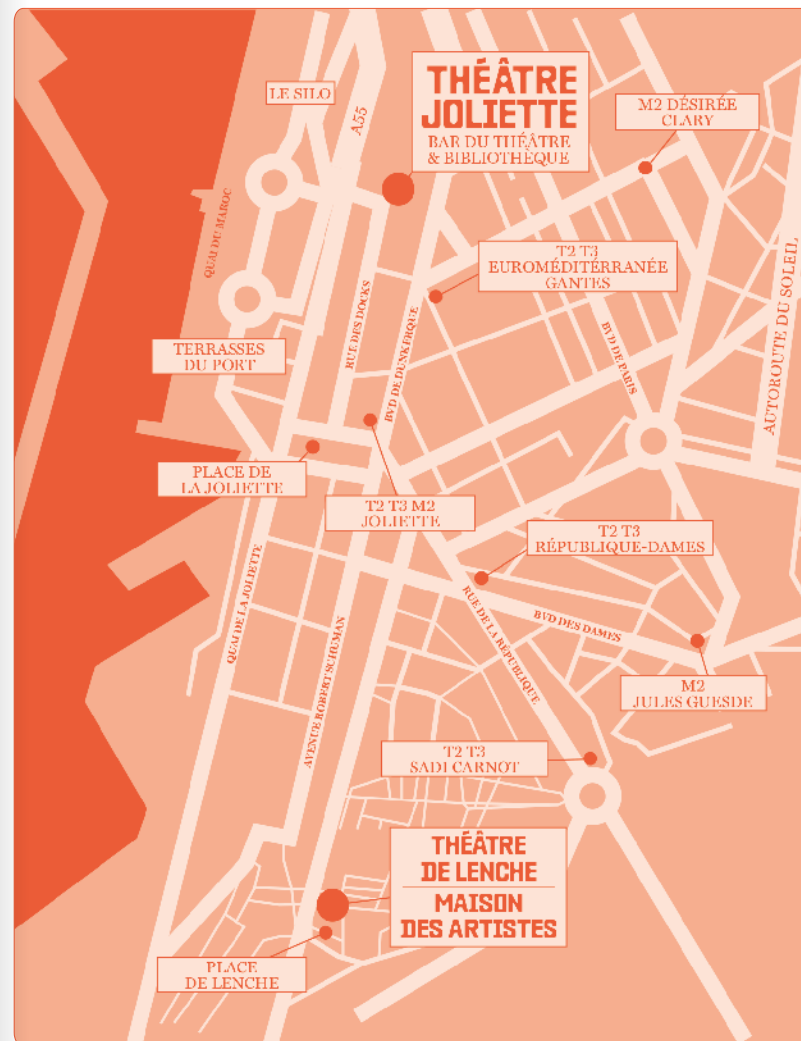 THÉÂTRE
JOLIETTE
BAR DU THÉÂTRE
& BIBLIOTHÈQUE
LE SILO
A55
M2 DÉSIRÉE
CLARY
QUAI DU MAROC
T2 T3
EUROMÉDITÉRRANÉE
GANTES
AUTOROUTE DU SOLEIL
RUE DES DOCKS
BVD DE DUNKERQUE
BVD DE PARIS
TERRASSES
DU PORT
PLACE DE
LA JOLIETTE
T2 T3 M2
JOLIETTE
T2 T3
RÉPUBLIQUE-DAMES
QUAI DE LA JOLIETTE
AVENUE ROBERT SCHUMAN
RUE DE LA RÉPUBLIQUE
BVD DES DAMES
M2
JULES GUESDE
T2 T3
SADI CARNOT
THÉÂTRE
DE LENCHE
MAISON
DES ARTISTES
PLACE
DE LENCHE